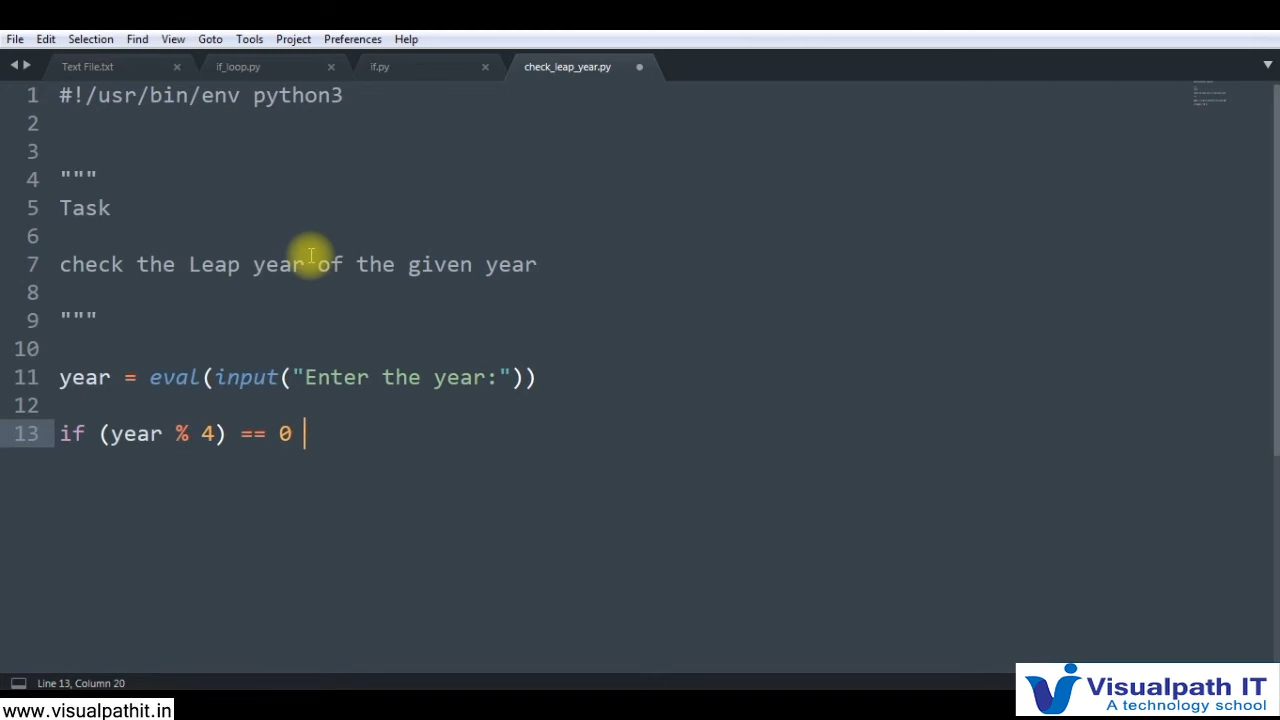 File Edit Selection Find View Goto Tools Project Preferences Help
Text File.txt if_loop.py if.py check_leap_year.py
1 #!/usr/bin/env python3
2
3
4 """
5 Task
6
7 check the Leap year of the given year
8
9 """
10
11 year = eval(input("Enter the year:"))
12
13 if (year % 4) == 0
Line 13, Column 20
Visualpath IT
A technology school
www.visualpathit.in